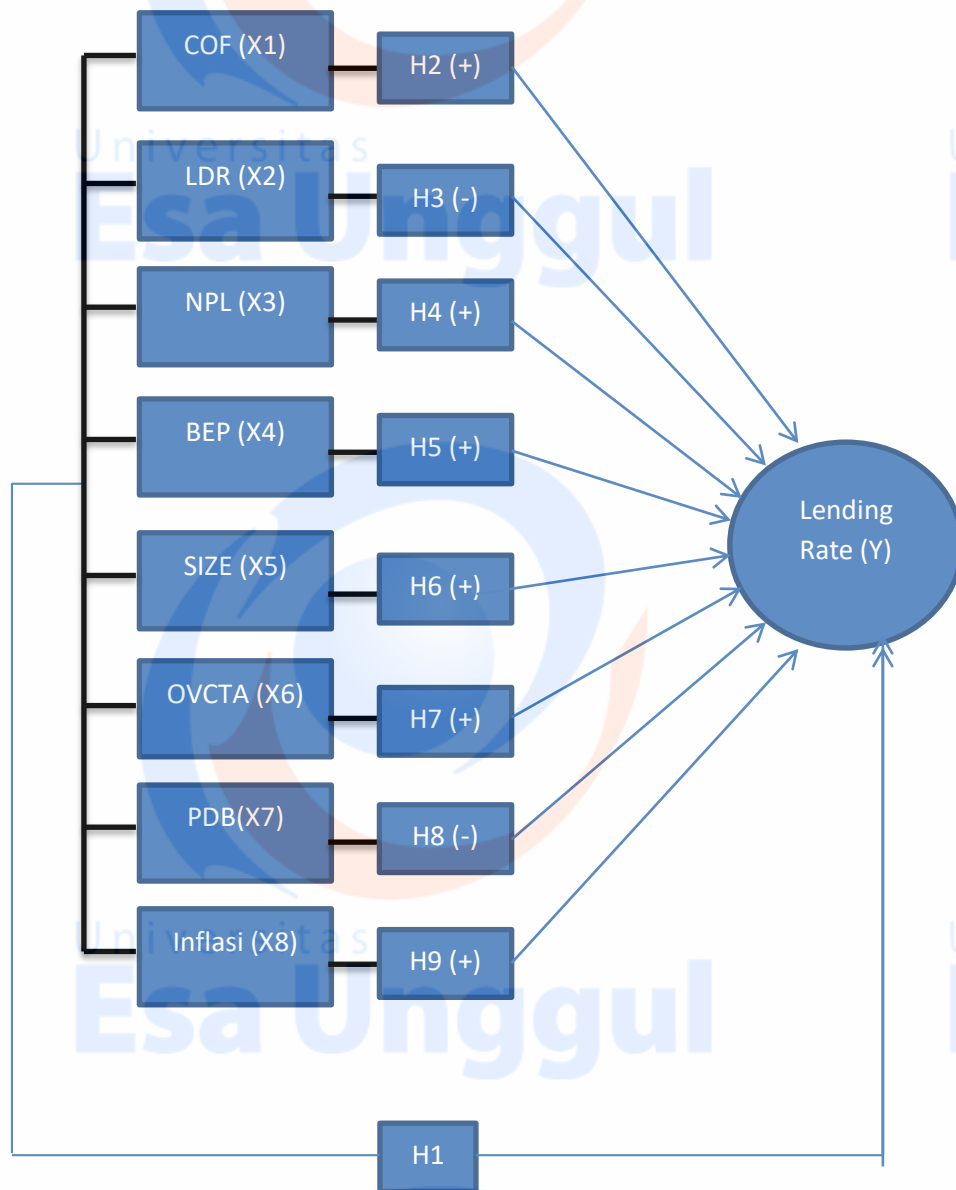 COF (X1)
H2 (+)
Universitas
Esa Unggul
LDR (X2)
H3 (-)
NPL (X3)
H4 (+)
BEP (X4)
H5 (+)
Lending
Rate (Y)
SIZE (X5)
H6 (+)
OVCTA (X6)
H7 (+)
PDB(X7)
H8 (-)
Universitas
Esa Unggul
Inflasi (X8)
H9 (+)
H1